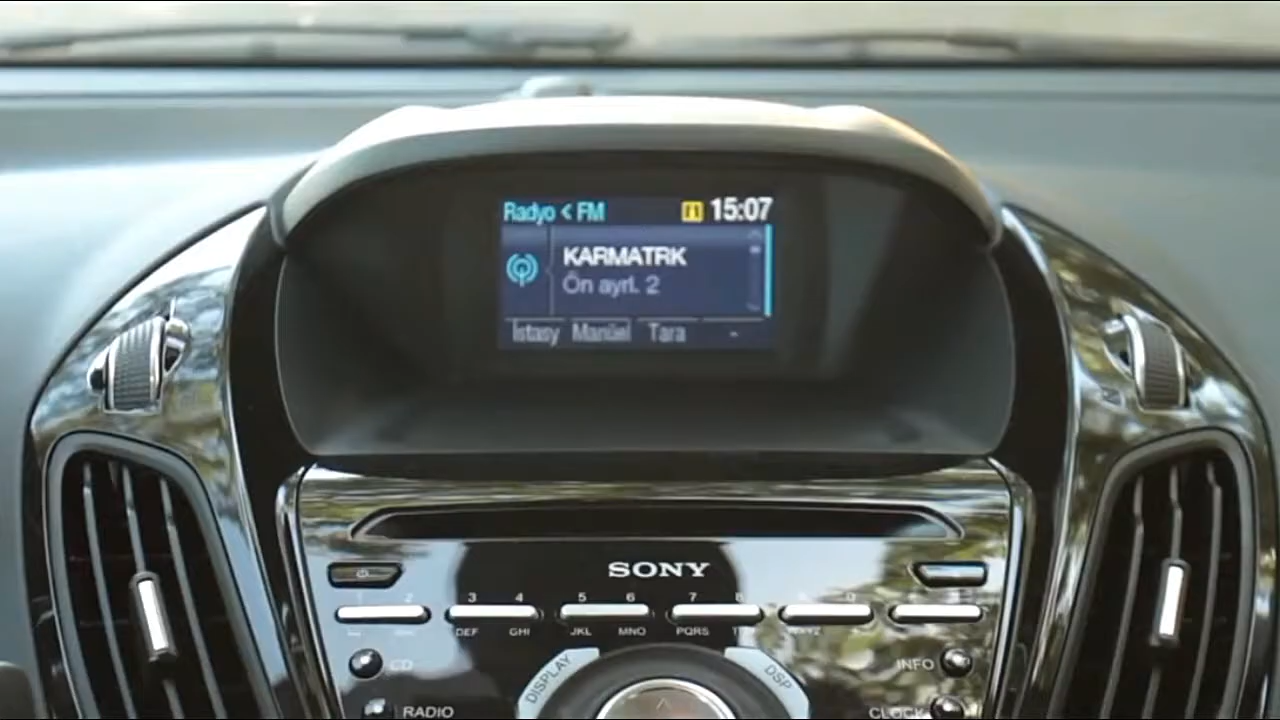 Radyo < FM 15:07
KARMATRK
Ön ayrl. 2
İstasy Manüel Tara -
SONY
3 4 5 6 7 8
DEF GHI JKL MNO PQRS
CD INFO
DISPLAY DSP
RADIO CLOCK